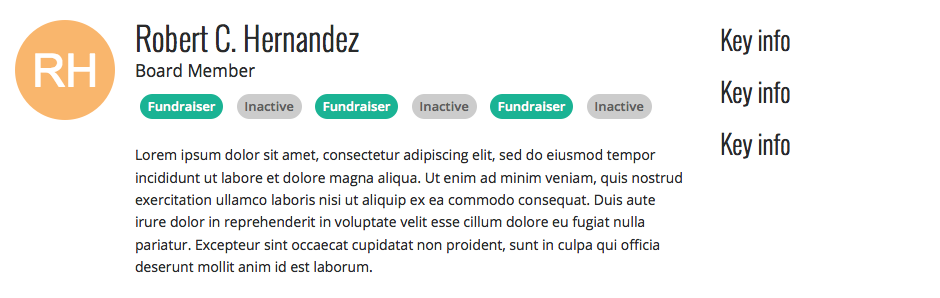 RH
Robert C. Hernandez
Board Member
Fundraiser Inactive Fundraiser Inactive Fundraiser Inactive
Lorem ipsum dolor sit amet, consectetur adipiscing elit, sed do eiusmod tempor
incididunt ut labore et dolore magna aliqua. Ut enim ad minim veniam, quis nostrud
exercitation ullamco laboris nisi ut aliquip ex ea commodo consequat. Duis aute
irure dolor in reprehenderit in voluptate velit esse cillum dolore eu fugiat nulla
pariatur. Excepteur sint occaecat cupidatat non proident, sunt in culpa qui officia
deserunt mollit anim id est laborum.
Key info
Key info
Key info